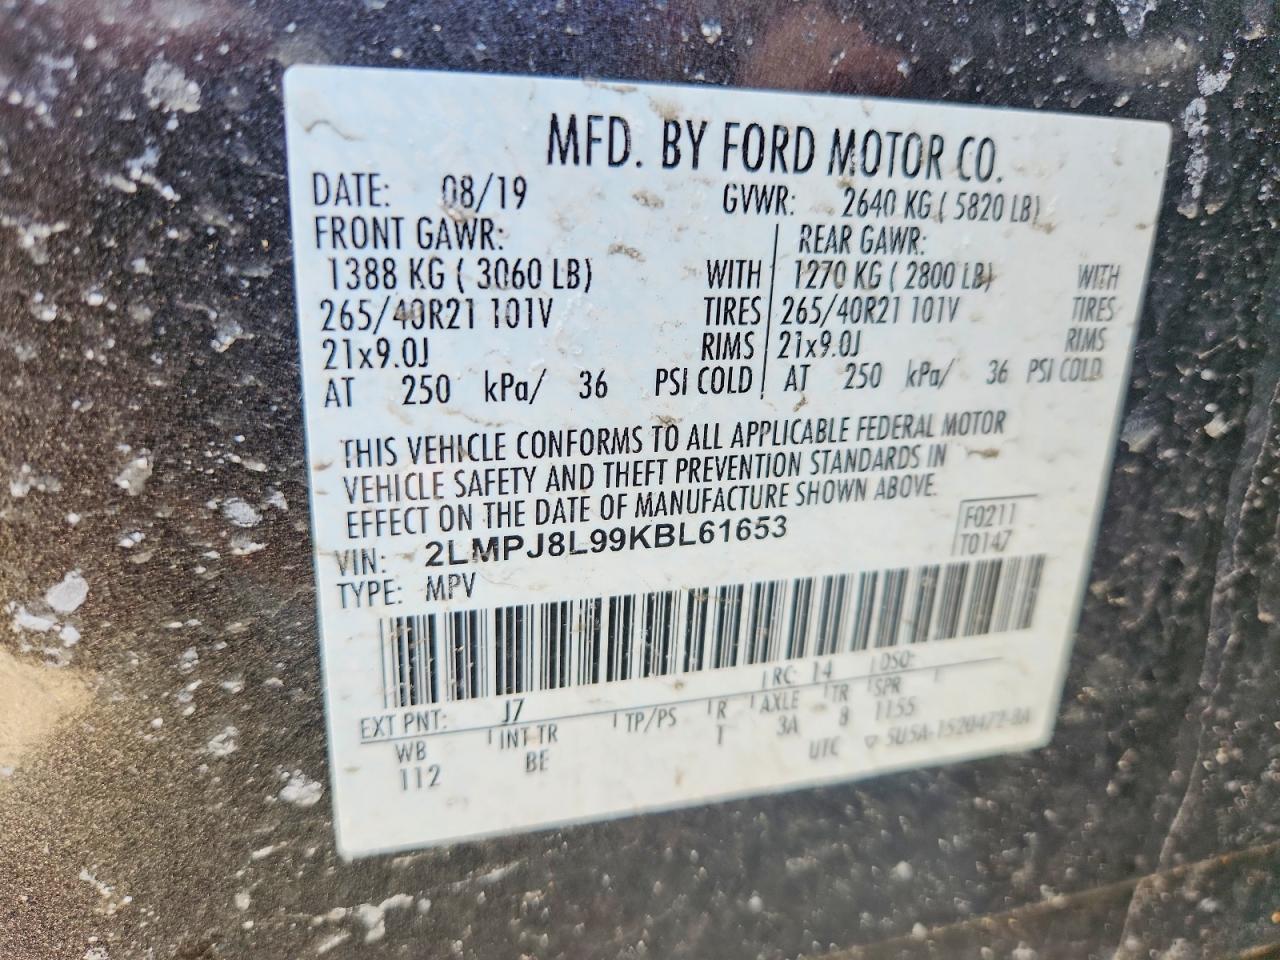 MFD. BY FORD MOTOR CO.
DATE: 08/19 GVWR: 2640 KG ( 5820 LB)
FRONT GAWR: REAR GAWR:
1388 KG ( 3060 LB) WITH 1270 KG ( 2800 LB) WITH
265/40R21 101V TIRES 265/40R21 101V TIRES
21x9.0J RIMS 21x9.0J RIMS
AT 250 kPa/ 36 PSI COLD AT 250 kPa/ 36 PSI COLD
THIS VEHICLE CONFORMS TO ALL APPLICABLE FEDERAL MOTOR
VEHICLE SAFETY AND THEFT PREVENTION STANDARDS IN
EFFECT ON THE DATE OF MANUFACTURE SHOWN ABOVE.
VIN: 2LMPJ8L99KBL61653 F0211
TYPE: MPV T0147
EXT PNT: J7 RC: 14 DSO:
WB INT TR TP/PS R AXLE TR SPR
112 BE T 3A 8 1155
UTC ▽ 5U5A-1520472-BA